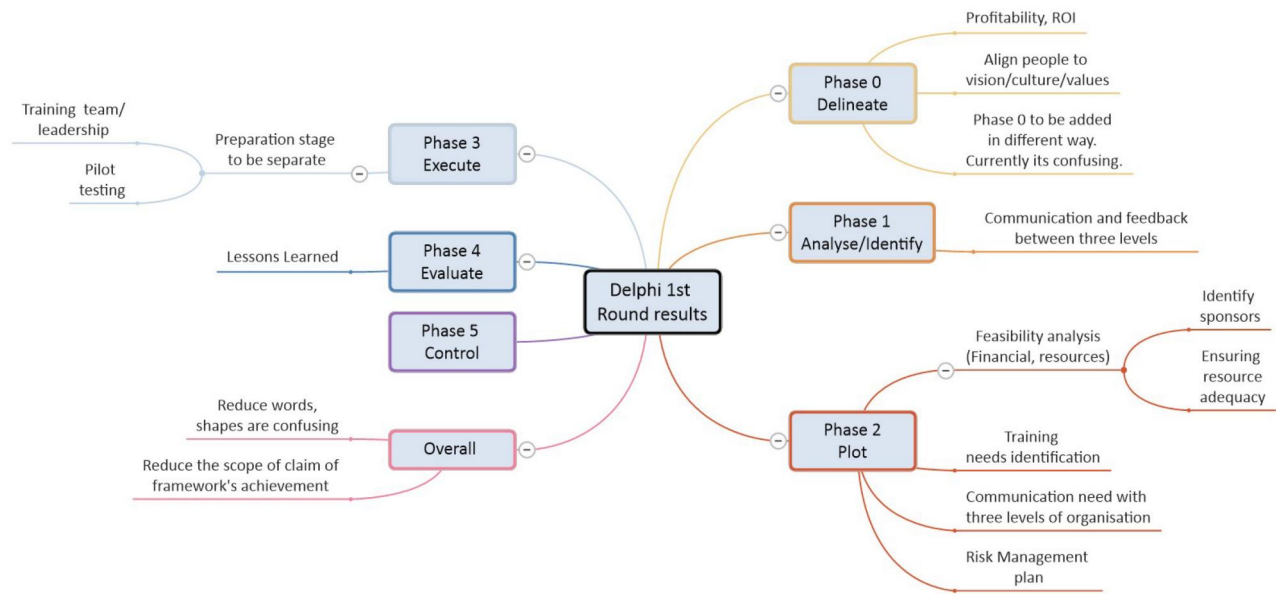 Delphi 1st
Round results
Phase 0
Delineate
Profitability, ROI
Align people to
vision/culture/values
Phase 0 to be added
in different way.
Currently its confusing.
Phase 1
Analyse/Identify
Communication and feedback
between three levels
Phase 2
Plot
Feasibility analysis
(Financial, resources)
Identify
sponsors
Ensuring
resource
adequacy
Training
needs identification
Communication need with
three levels of organisation
Risk Management
plan
Phase 3
Execute
Preparation stage
to be separate
Training team/
leadership
Pilot
testing
Phase 4
Evaluate
Lessons Learned
Phase 5
Control
Overall
Reduce words,
shapes are confusing
Reduce the scope of claim of
framework's achievement